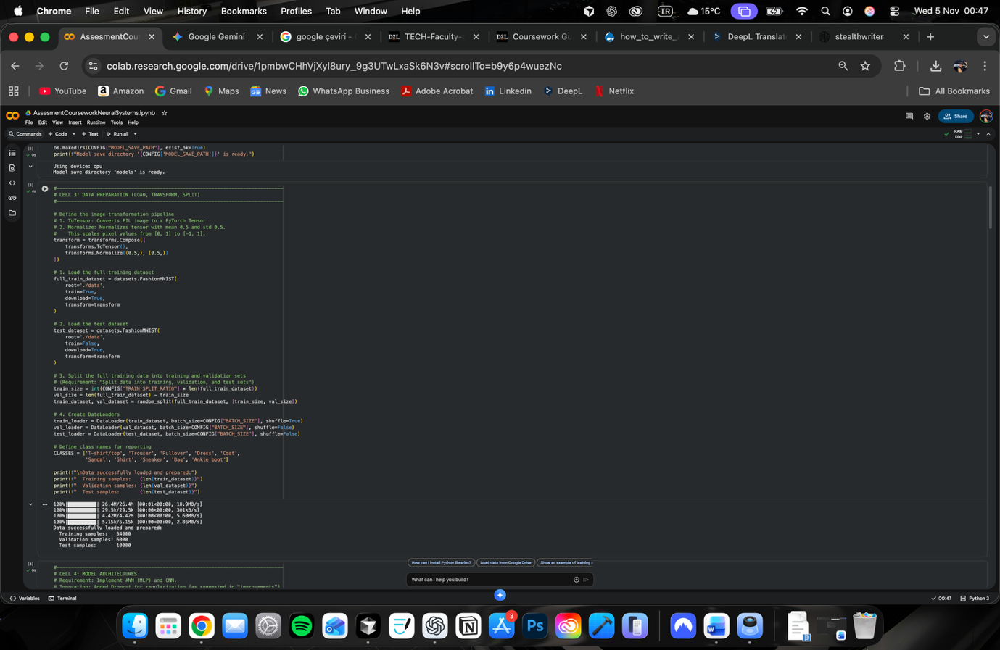 Chrome File Edit View History Bookmarks Profiles Tab Window Help TR 15°C Wed 5 Nov 00:47
AssesmentCou Google Gemini google çeviri - TECH-Faculty- Coursework Gu how_to_write_ DeepL Translat stealthwriter
colab.research.google.com/drive/1pmbwCHhVjXyl8ury_9g3UTwLxaSk6N3v#scrollTo=b9y6p4wuezNc
YouTube Amazon Gmail Maps News WhatsApp Business Adobe Acrobat Linkedin DeepL Netflix All Bookmarks
AssesmentCourseworkNeuralSystems.ipynb
File Edit View Insert Runtime Tools Help
Share
Commands + Code + Text Run all
RAM
Disk
[2] os.makedirs(CONFIG["MODEL_SAVE_PATH"], exist_ok=True)
0s print(f"Model save directory '{CONFIG['MODEL_SAVE_PATH']}' is ready.")
Using device: cpu
Model save directory 'models' is ready.
[3]
4s
# CELL 3: DATA PREPARATION (LOAD, TRANSFORM, SPLIT)
# Define the image transformation pipeline
# 1. ToTensor: Converts PIL image to a PyTorch Tensor
# 2. Normalize: Normalizes tensor with mean 0.5 and std 0.5.
#    This scales pixel values from [0, 1] to [-1, 1].
transform = transforms.Compose([
    transforms.ToTensor(),
    transforms.Normalize((0.5,), (0.5,))
])
# 1. Load the full training dataset
full_train_dataset = datasets.FashionMNIST(
    root='./data',
    train=True,
    download=True,
    transform=transform
)
# 2. Load the test dataset
test_dataset = datasets.FashionMNIST(
    root='./data',
    train=False,
    download=True,
    transform=transform
)
# 3. Split the full training data into training and validation sets
# (Requirement: "Split data into training, validation, and test sets")
train_size = int(CONFIG["TRAIN_SPLIT_RATIO"] * len(full_train_dataset))
val_size = len(full_train_dataset) - train_size
train_dataset, val_dataset = random_split(full_train_dataset, [train_size, val_size])
# 4. Create DataLoaders
train_loader = DataLoader(train_dataset, batch_size=CONFIG["BATCH_SIZE"], shuffle=True)
val_loader = DataLoader(val_dataset, batch_size=CONFIG["BATCH_SIZE"], shuffle=False)
test_loader = DataLoader(test_dataset, batch_size=CONFIG["BATCH_SIZE"], shuffle=False)
# Define class names for reporting
CLASSES = ['T-shirt/top', 'Trouser', 'Pullover', 'Dress', 'Coat',
           'Sandal', 'Shirt', 'Sneaker', 'Bag', 'Ankle boot']
print(f"\nData successfully loaded and prepared:")
print(f"  Training samples:   {len(train_dataset)}")
print(f"  Validation samples: {len(val_dataset)}")
print(f"  Test samples:       {len(test_dataset)}")
100%| | 26.4M/26.4M [00:01<00:00, 18.9MB/s]
100%| | 29.5k/29.5k [00:00<00:00, 301kB/s]
100%| | 4.42M/4.42M [00:00<00:00, 5.60MB/s]
100%| | 5.15k/5.15k [00:00<00:00, 2.86MB/s]
Data successfully loaded and prepared:
  Training samples:   54000
  Validation samples: 6000
  Test samples:       10000
[4]
0s
# CELL 4: MODEL ARCHITECTURES
# Requirement: Implement ANN (MLP) and CNN.
# Innovation: Added Dropout for regularization (as suggested in "improvements")
How can I install Python libraries? Load data from Google Drive Show an example of training
What can I help you build?
Variables Terminal 00:47 Python 3
3
Ps